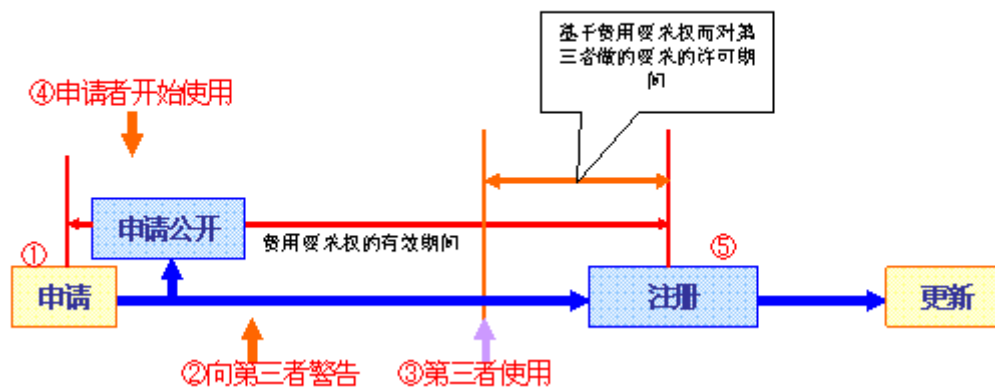 基于费用要求权而对第
三者做的要求的许可期
间
④申请者开始使用
申请公开
费用要求权的有效期间
①
⑤
申请
注册
更新
②向第三者警告
③第三者使用